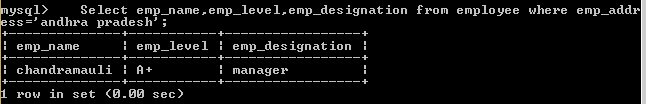 mysql>    Select emp_name,emp_level,emp_designation from employee where emp_addr
ess='andhra pradesh';
+--------------+-----------+-----------------+
| emp_name     | emp_level | emp_designation |
+--------------+-----------+-----------------+
| chandramauli | A+        | manager         |
+--------------+-----------+-----------------+
1 row in set (0.00 sec)